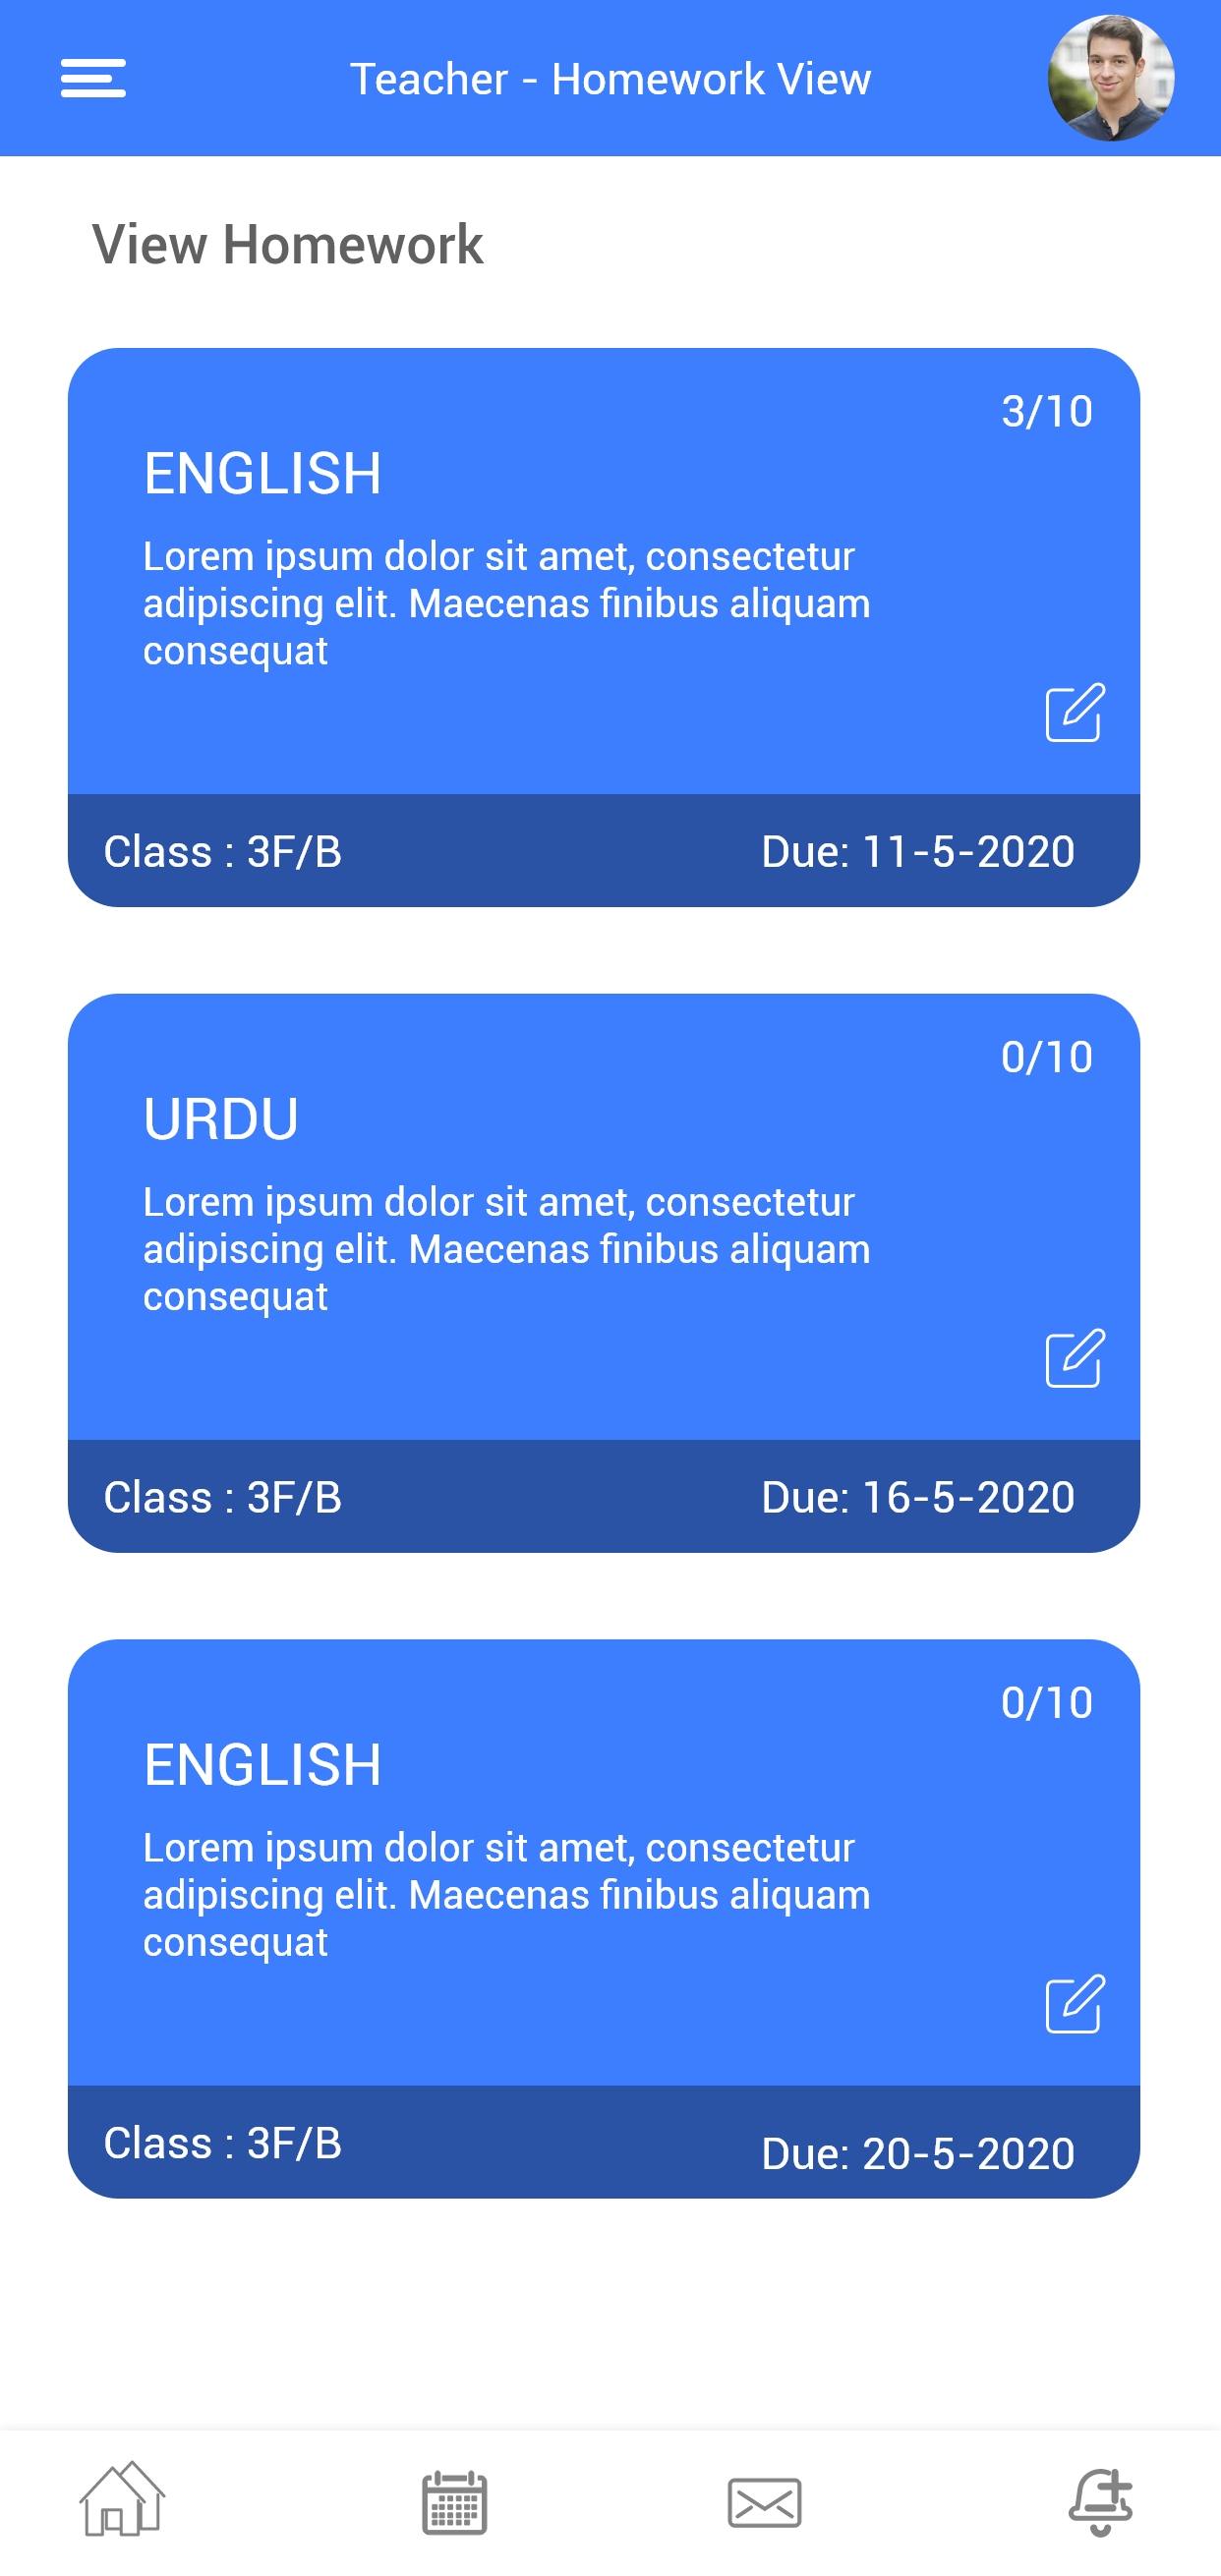 Teacher - Homework View
View Homework
3/10
ENGLISH
Lorem ipsum dolor sit amet, consectetur
adipiscing elit. Maecenas finibus aliquam
consequat
Class : 3F/B
Due: 11-5-2020
0/10
URDU
Lorem ipsum dolor sit amet, consectetur
adipiscing elit. Maecenas finibus aliquam
consequat
Class : 3F/B
Due: 16-5-2020
0/10
ENGLISH
Lorem ipsum dolor sit amet, consectetur
adipiscing elit. Maecenas finibus aliquam
consequat
Class : 3F/B
Due: 20-5-2020